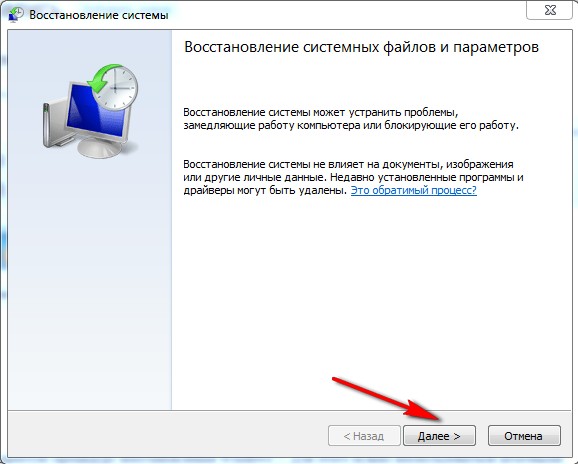 Восстановление системы
Восстановление системных файлов и параметров
Восстановление системы может устранить проблемы,
замедляющие работу компьютера или блокирующие его работу.
Восстановление системы не влияет на документы, изображения
или другие личные данные. Недавно установленные программы и
драйверы могут быть удалены. Это обратимый процесс?
< Назад Далее > Отмена